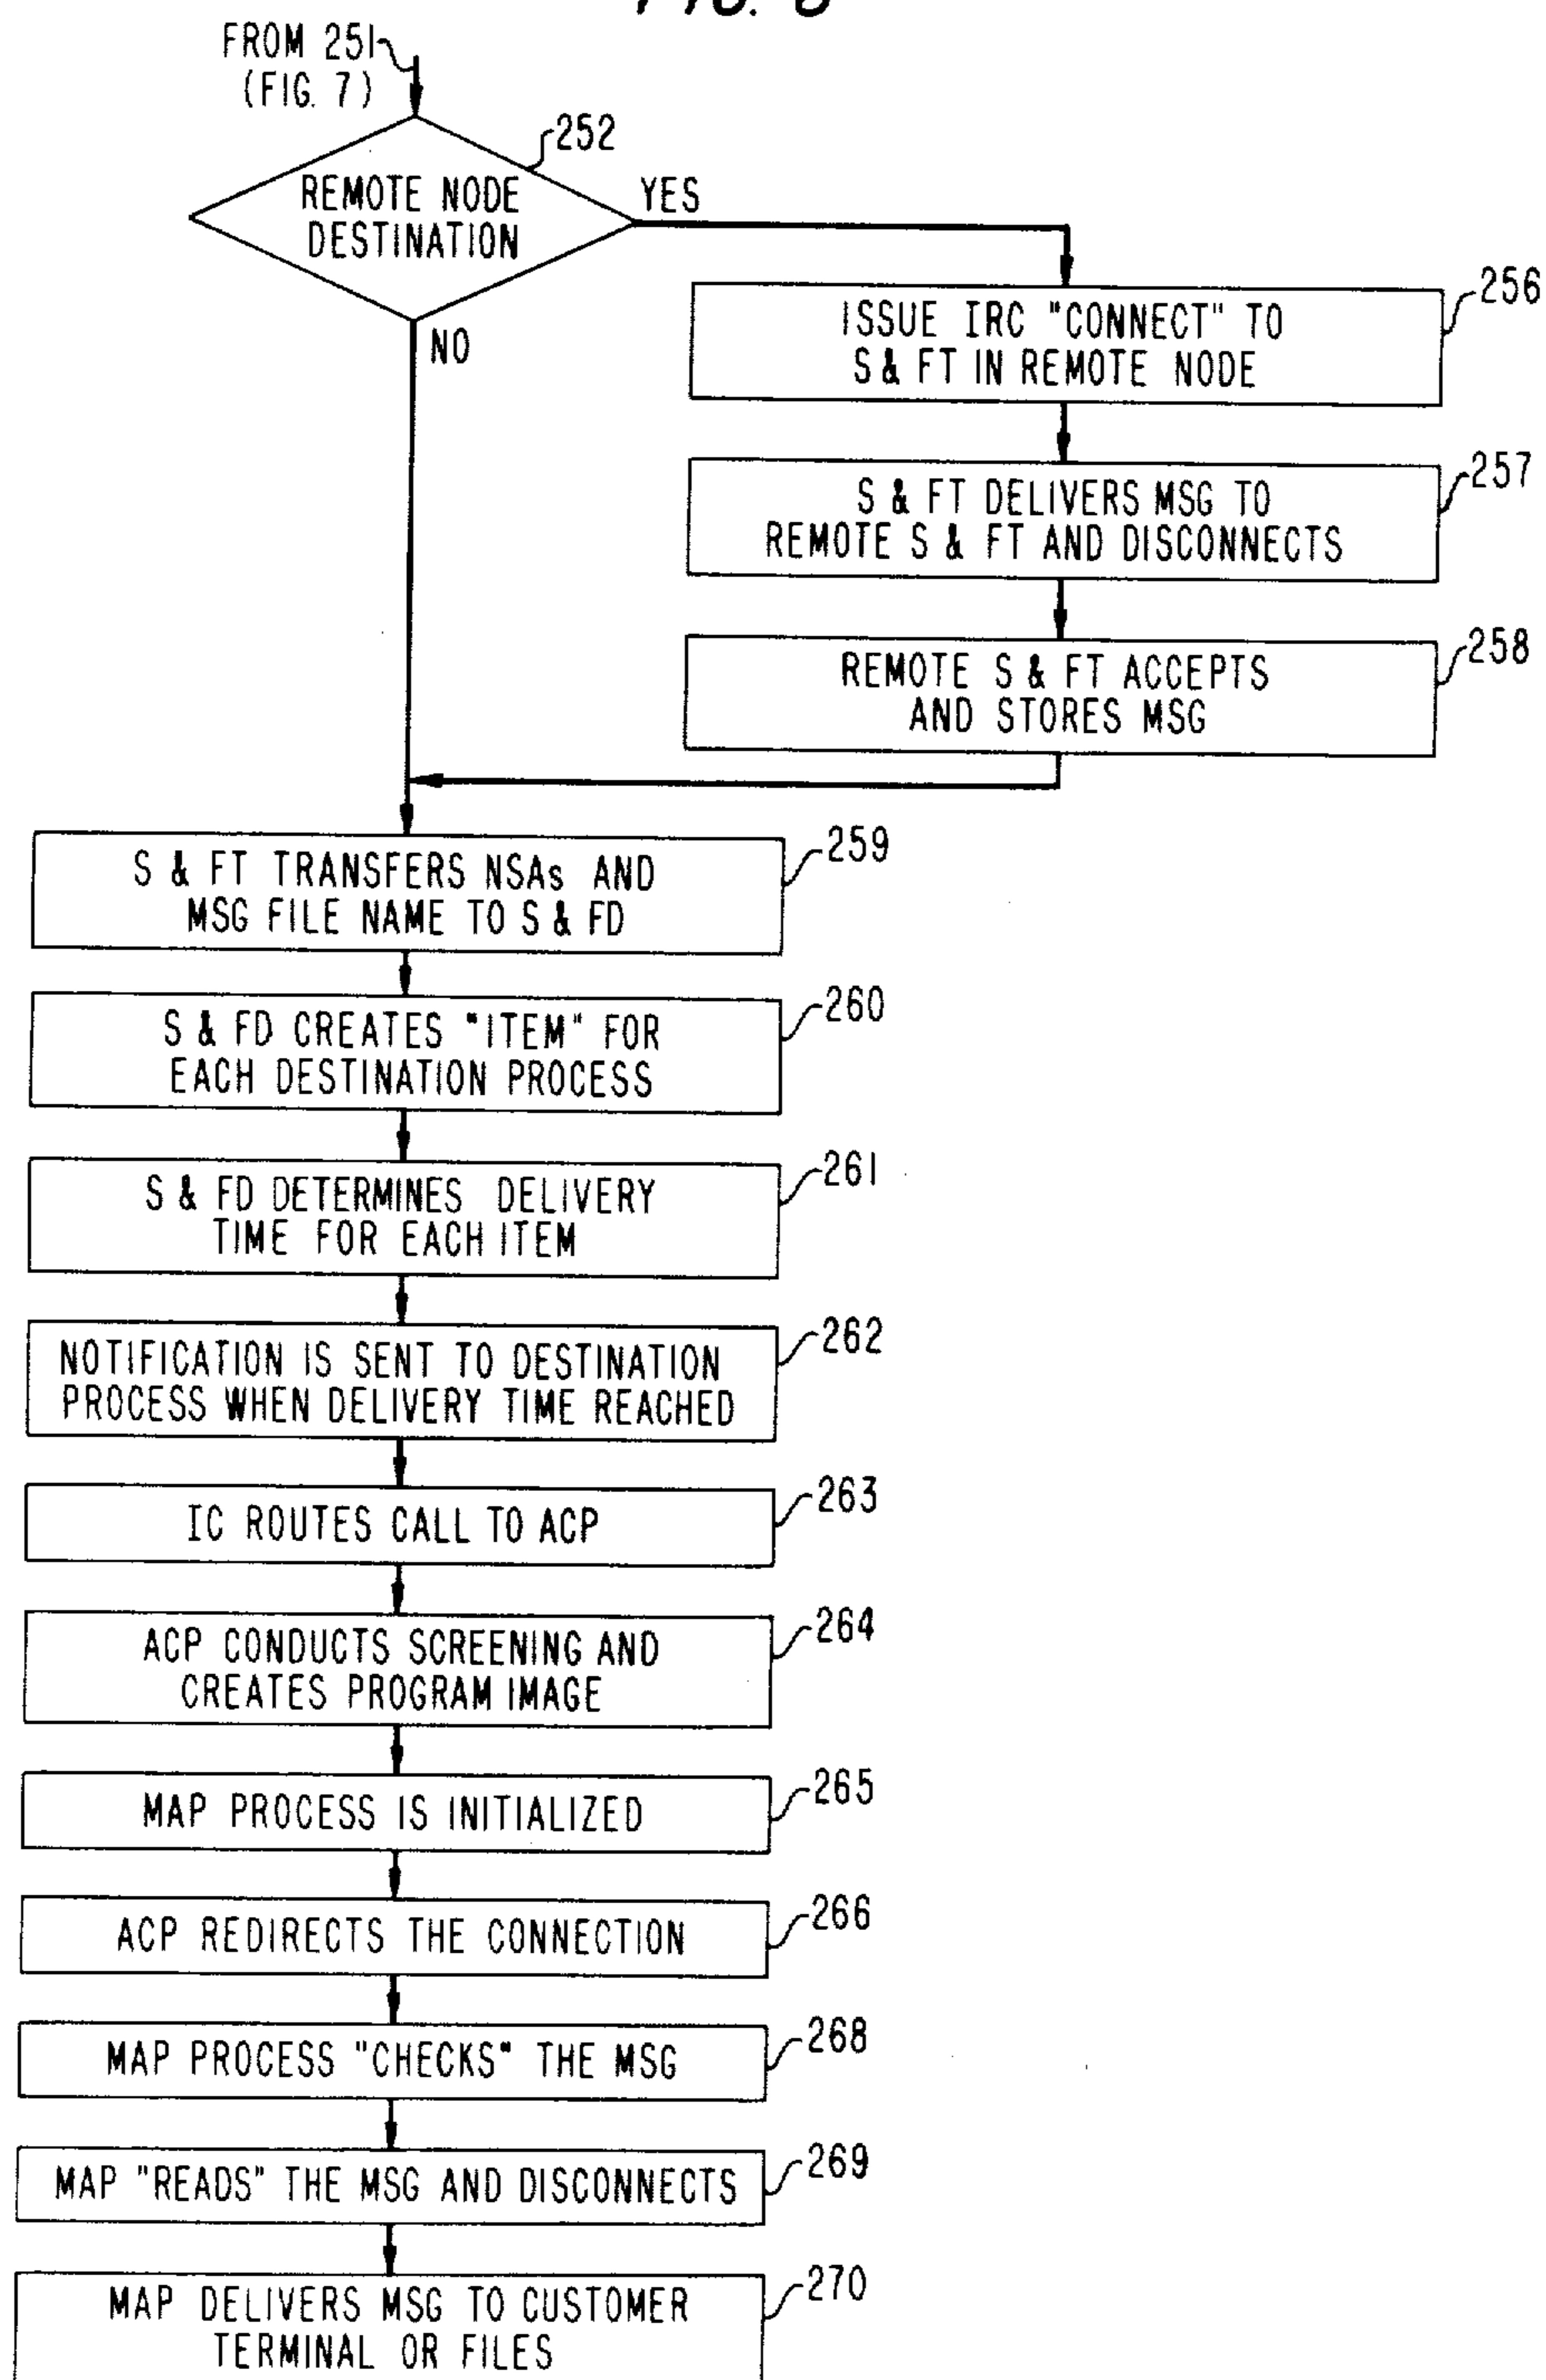 FROM 251
(FIG. 7)
252
REMOTE NODE
DESTINATION
YES
NO
256
ISSUE IRC "CONNECT" TO
S & FT IN REMOTE NODE
257
S & FT DELIVERS MSG TO
REMOTE S & FT AND DISCONNECTS
258
REMOTE S & FT ACCEPTS
AND STORES MSG
259
S & FT TRANSFERS NSAs AND
MSG FILE NAME TO S & FD
260
S & FD CREATES "ITEM" FOR
EACH DESTINATION PROCESS
261
S & FD DETERMINES DELIVERY
TIME FOR EACH ITEM
262
NOTIFICATION IS SENT TO DESTINATION
PROCESS WHEN DELIVERY TIME REACHED
263
IC ROUTES CALL TO ACP
264
ACP CONDUCTS SCREENING AND
CREATES PROGRAM IMAGE
265
MAP PROCESS IS INITIALIZED
266
ACP REDIRECTS THE CONNECTION
268
MAP PROCESS "CHECKS" THE MSG
269
MAP "READS" THE MSG AND DISCONNECTS
270
MAP DELIVERS MSG TO CUSTOMER
TERMINAL OR FILES